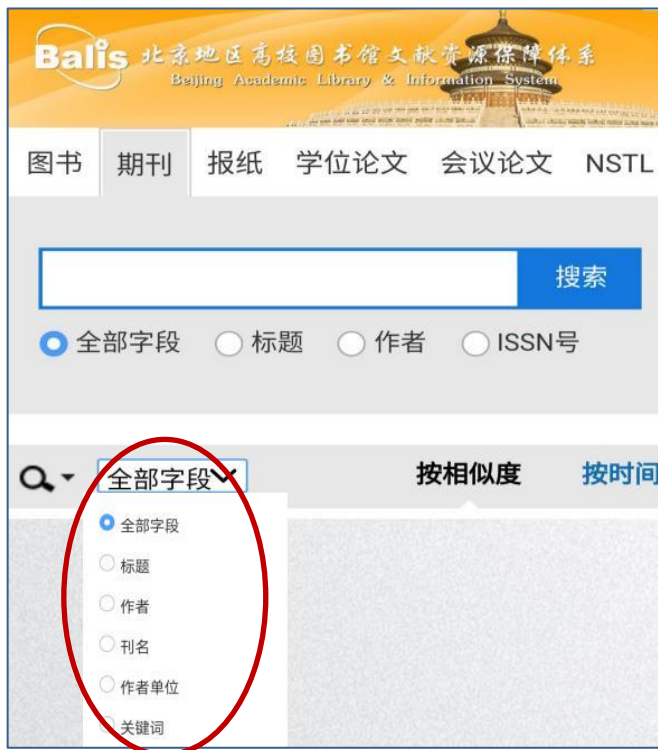 Balis 北京地区高校图书馆文献资源保障体系
Beijing Academic Library & Information System
图书 期刊 报纸 学位论文 会议论文 NSTL
搜索
全部字段 标题 作者 ISSN号
全部字段 按相似度 按时间
全部字段
标题
作者
刊名
作者单位
关键词